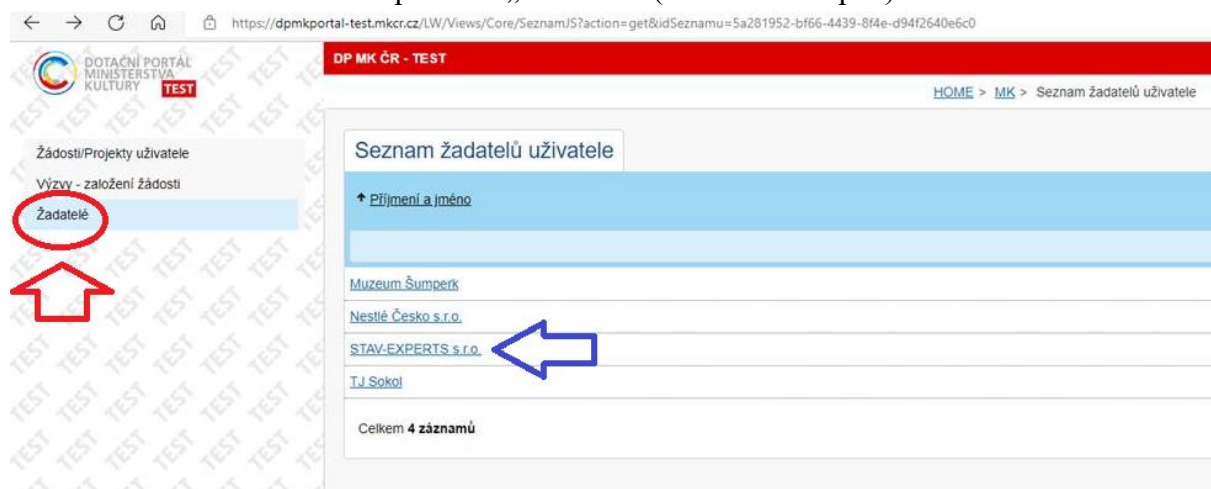 https://dpmkportal-test.mkcr.cz/LW/Views/Core/SeznamJS?action=get&idSeznamu=5a281952-bf66-4439-8f4e-d94f2640e6c0
DOTAČNÍ PORTÁL
MINISTERSTVA
KULTURY TEST
DP MK ČR - TEST
HOME > MK > Seznam žadatelů uživatele
Žádosti/Projekty uživatele
Výzvy - založení žádosti
Žadatelé
Seznam žadatelů uživatele
Příjmení a jméno
Muzeum Šumperk
Nestlé Česko s.r.o.
STAV-EXPERTS s.r.o.
TJ Sokol
Celkem 4 záznamů